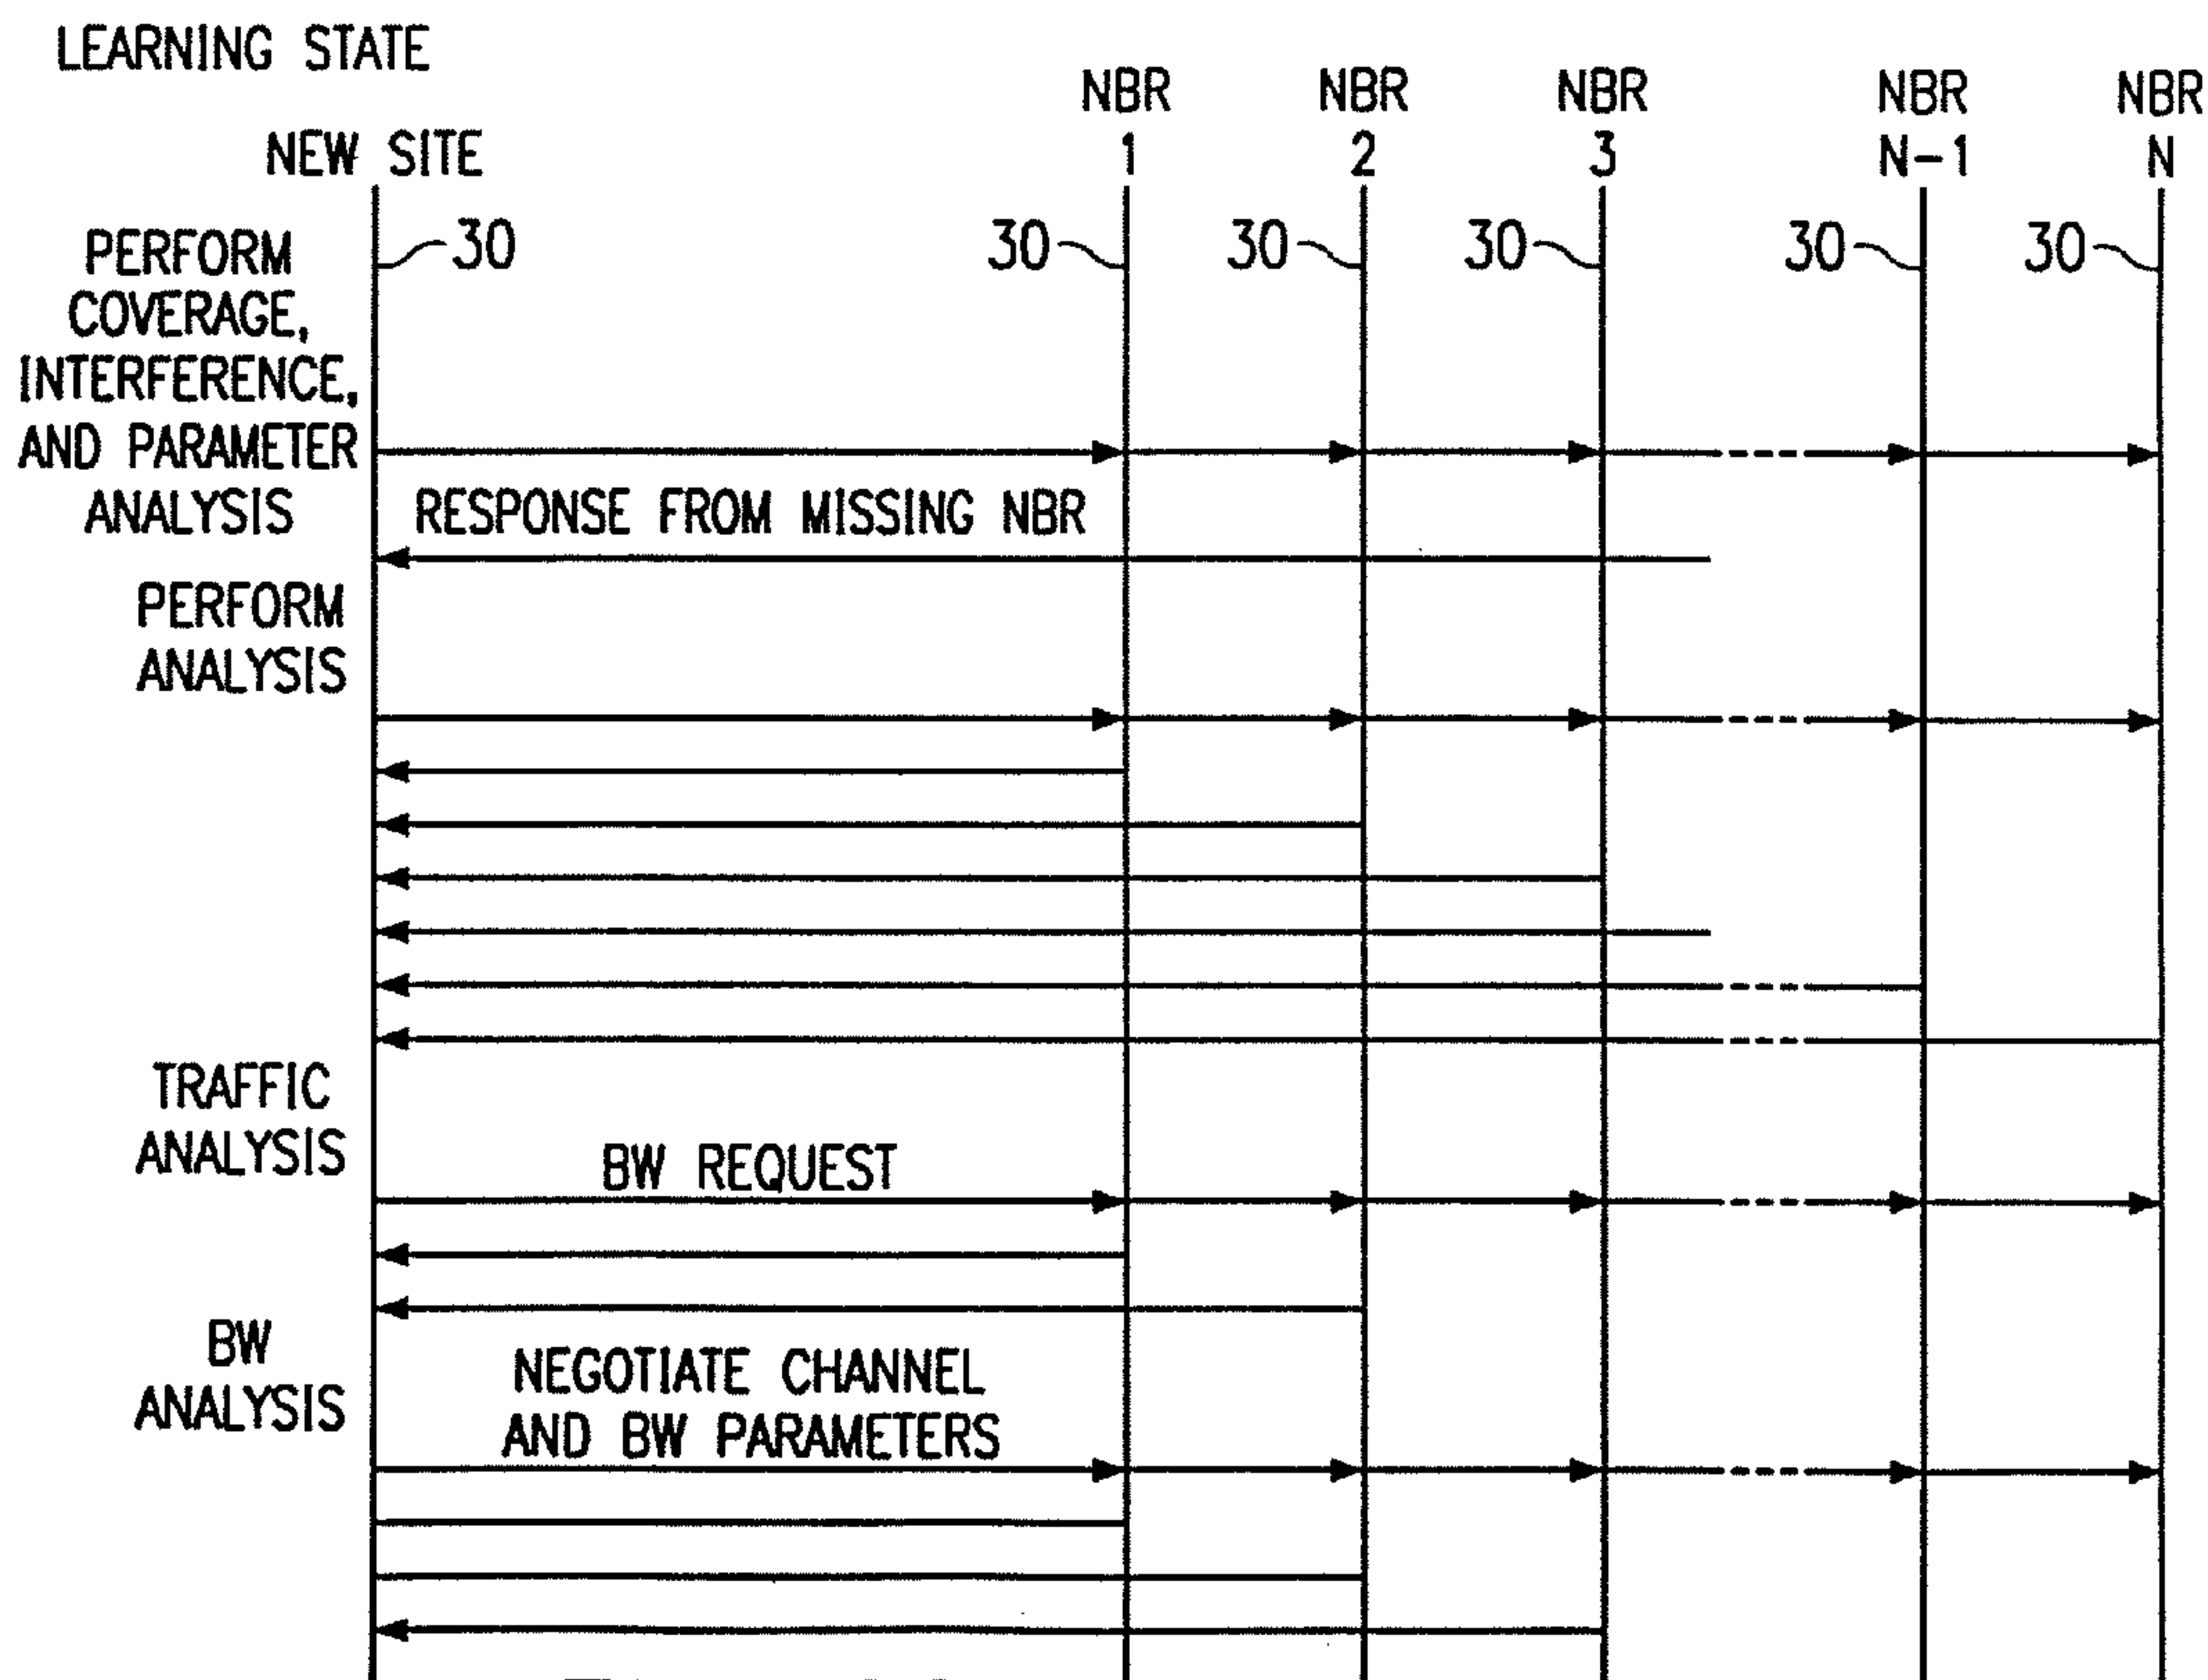 LEARNING STATE
NEW SITE
NBR
1
NBR
2
NBR
3
NBR
N-1
NBR
N
30
30
30
30
30
30
PERFORM
COVERAGE,
INTERFERENCE,
AND PARAMETER
ANALYSIS
RESPONSE FROM MISSING NBR
PERFORM
ANALYSIS
TRAFFIC
ANALYSIS
BW REQUEST
BW
ANALYSIS
NEGOTIATE CHANNEL
AND BW PARAMETERS